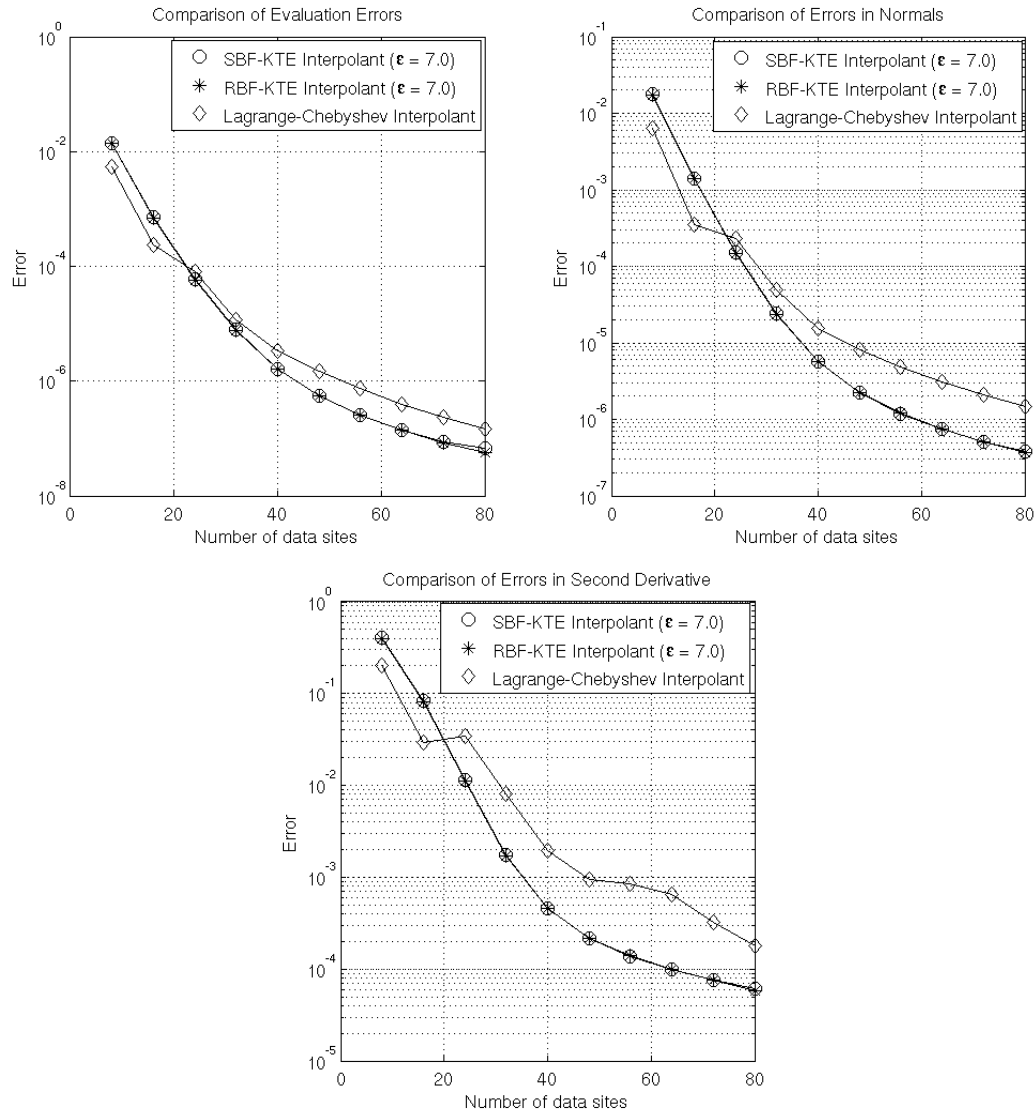 Comparison of Evaluation Errors
10^0
10^-2
10^-4
10^-6
10^-8
Error
SBF-KTE Interpolant (ε = 7.0)
RBF-KTE Interpolant (ε = 7.0)
Lagrange-Chebyshev Interpolant
0 20 40 60 80
Number of data sites
Comparison of Errors in Normals
10^-1
10^-2
10^-3
10^-4
10^-5
10^-6
10^-7
Error
SBF-KTE Interpolant (ε = 7.0)
RBF-KTE Interpolant (ε = 7.0)
Lagrange-Chebyshev Interpolant
0 20 40 60 80
Number of data sites
Comparison of Errors in Second Derivative
10^0
10^-1
10^-2
10^-3
10^-4
10^-5
Error
SBF-KTE Interpolant (ε = 7.0)
RBF-KTE Interpolant (ε = 7.0)
Lagrange-Chebyshev Interpolant
0 20 40 60 80
Number of data sites